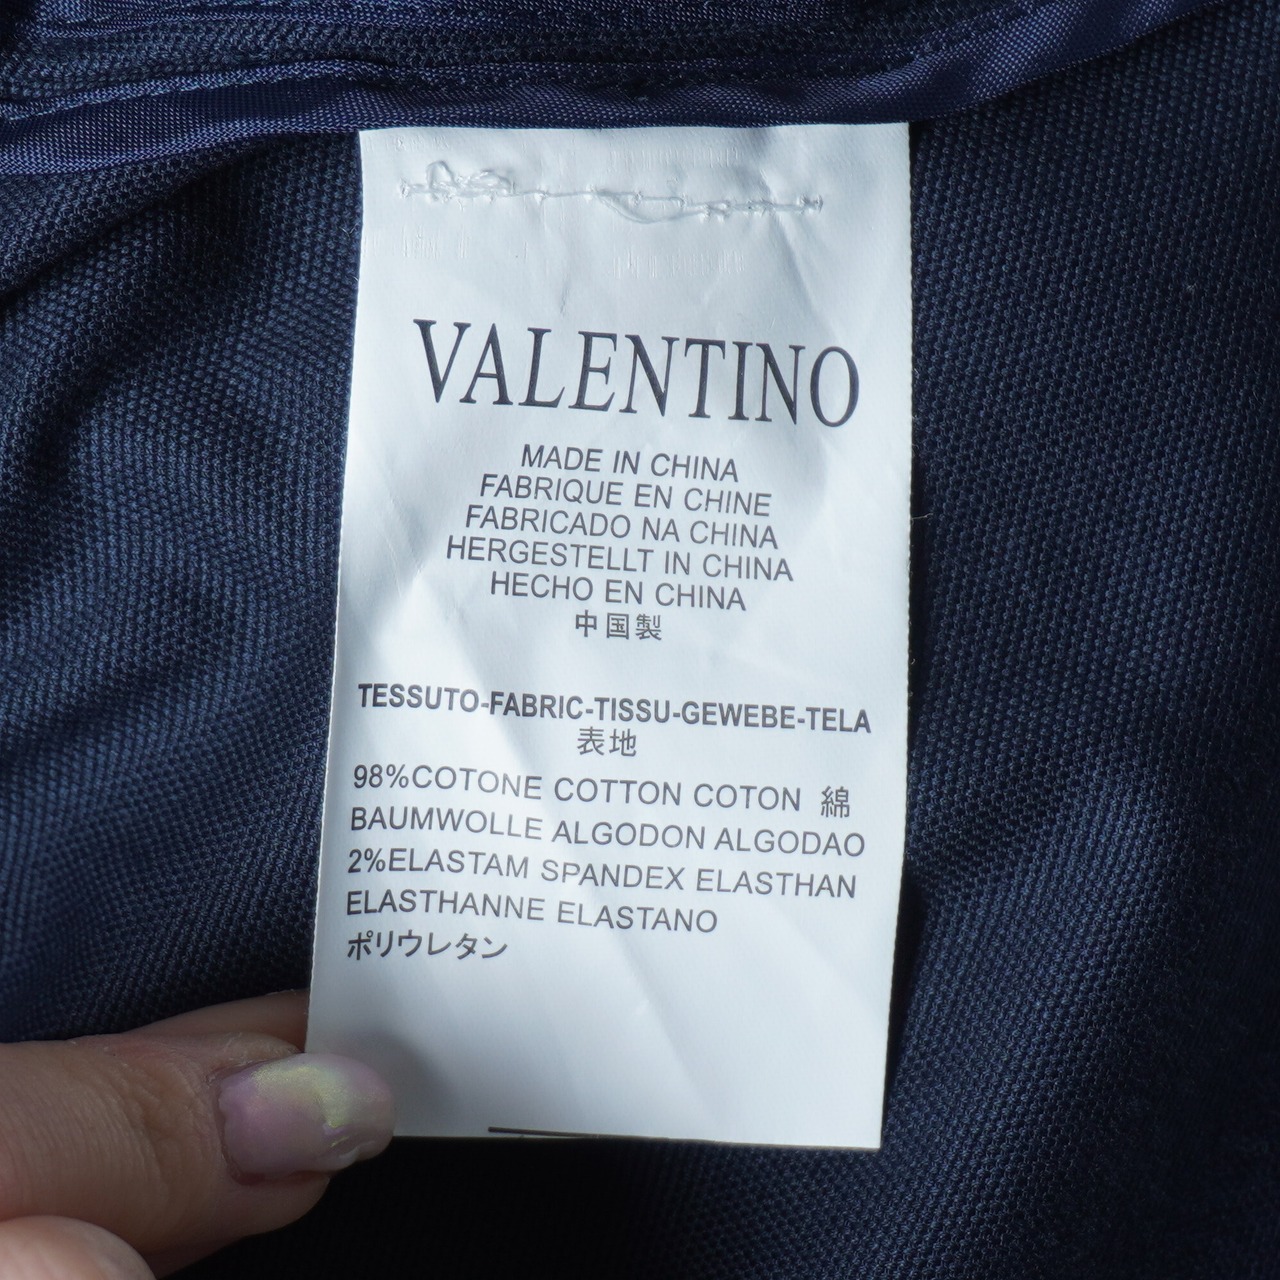 VALENTINO
MADE IN CHINA
FABRIQUE EN CHINE
FABRICADO NA CHINA
HERGESTELLT IN CHINA
HECHO EN CHINA
中国製
TESSUTO-FABRIC-TISSU-GEWEBE-TELA
表地
98%COTONE COTTON COTON 綿
BAUMWOLLE ALGODON ALGODAO
2%ELASTAM SPANDEX ELASTHAN
ELASTHANNE ELASTANO
ポリウレタン